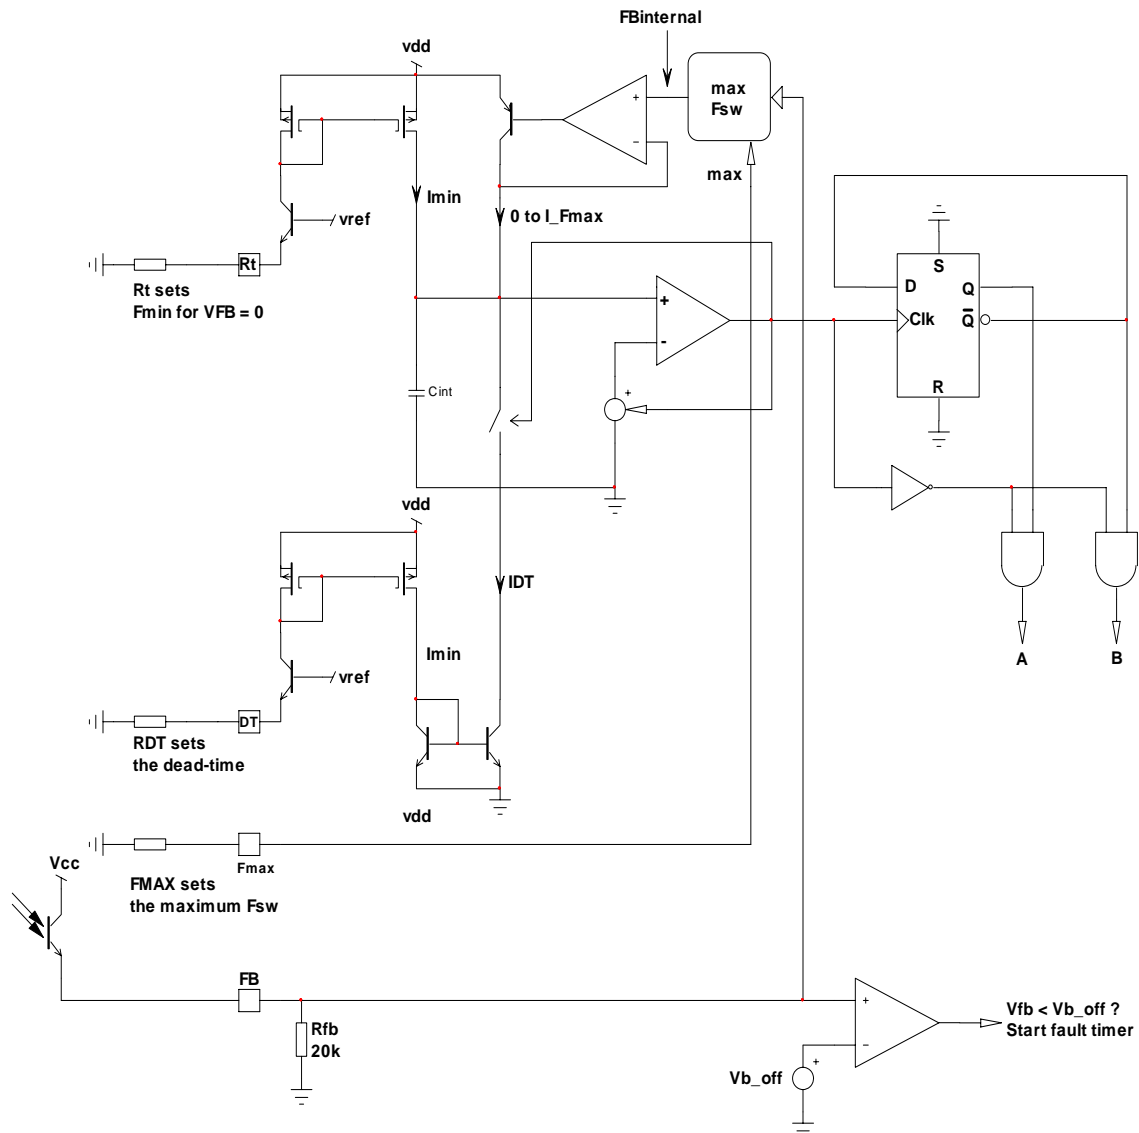 FBinternal
vdd
max
Fsw
+
−
max
Imin
0 to I_Fmax
vref
Rt
Rt sets
Fmin for VFB = 0
S
D
Q
Clk
Q̅
R
+
-
+
Cint
vdd
IDT
A
B
Imin
vref
DT
RDT sets
the dead-time
vdd
Fmax
Vcc
FMAX sets
the maximum Fsw
FB
Rfb
20k
+
−
Vfb < Vb_off ?
Start fault timer
+
Vb_off